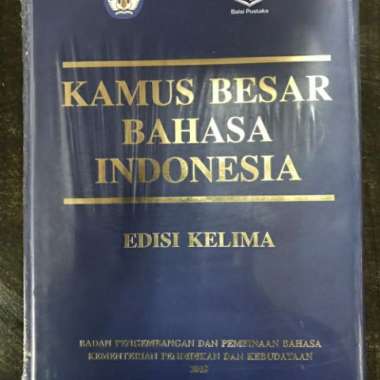 Balai Pustaka
KAMUS BESAR
BAHASA
INDONESIA
EDISI KELIMA
BADAN PENGEMBANGAN DAN PEMBINAAN BAHASA
KEMENTERIAN PENDIDIKAN DAN KEBUDAYAAN